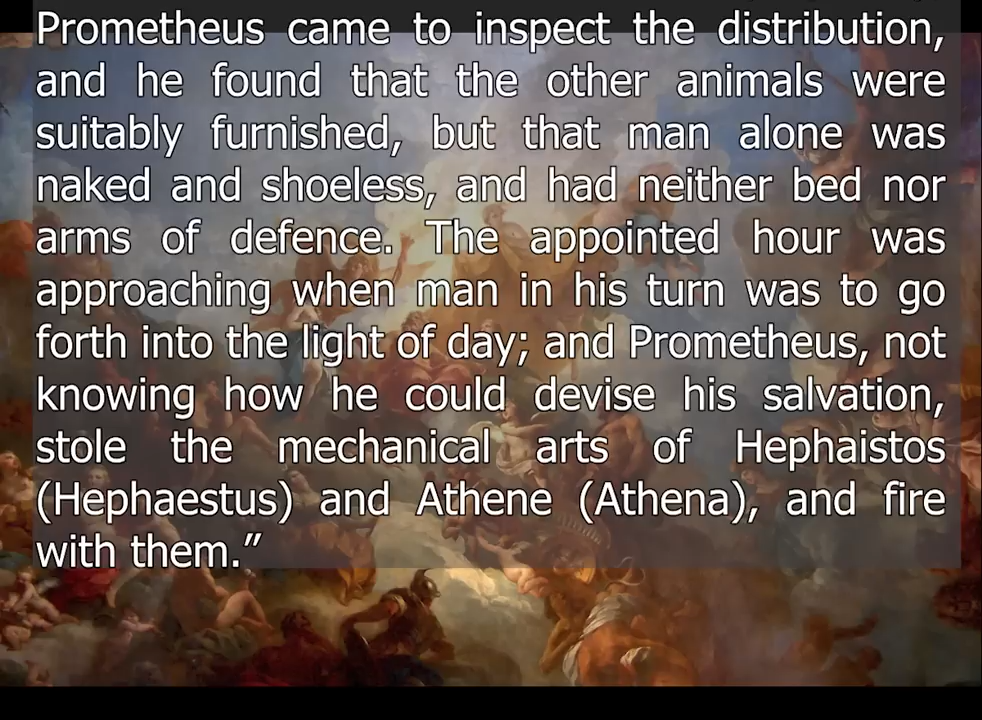 Prometheus came to inspect the distribution,
and he found that the other animals were
suitably furnished, but that man alone was
naked and shoeless, and had neither bed nor
arms of defence. The appointed hour was
approaching when man in his turn was to go
forth into the light of day; and Prometheus, not
knowing how he could devise his salvation,
stole the mechanical arts of Hephaistos
(Hephaestus) and Athene (Athena), and fire
with them.”